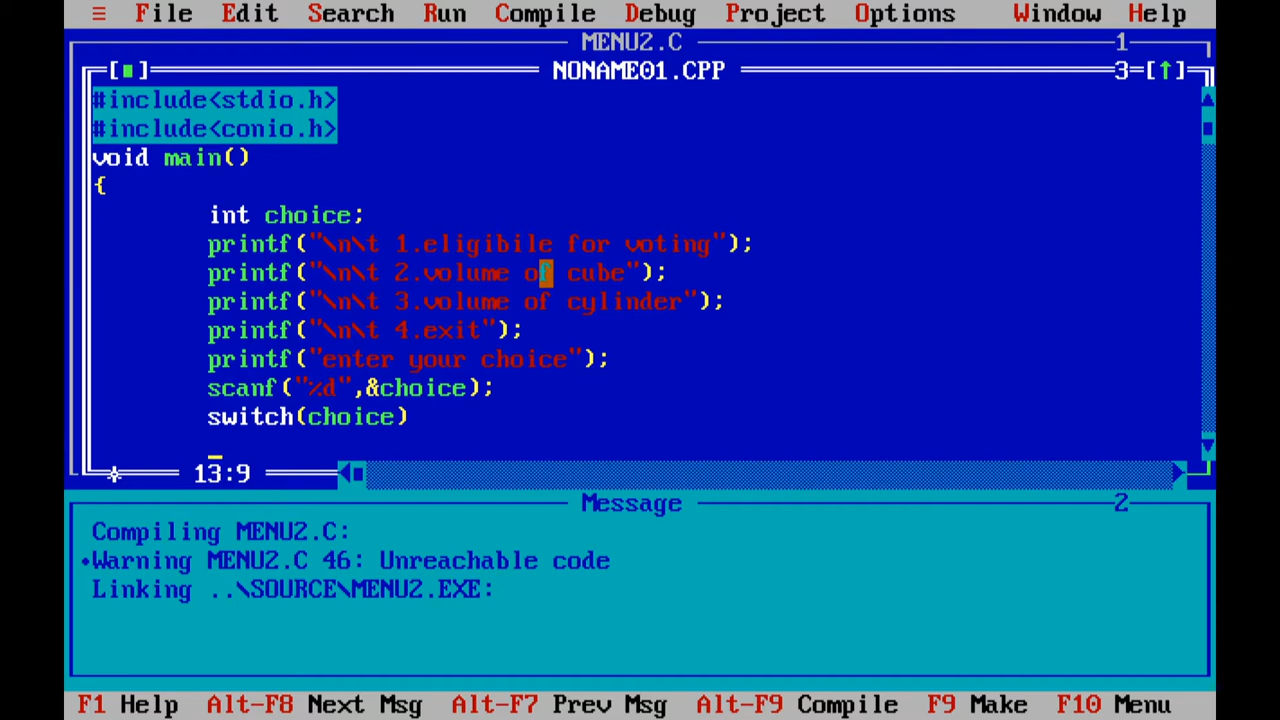 ≡ File Edit Search Run Compile Debug Project Options Window Help
MENU2.C 1
[■] NONAME01.CPP 3=[↑]
#include<stdio.h>
#include<conio.h>
void main()
{
int choice;
printf("\n\t 1.eligibile for voting");
printf("\n\t 2.volume of cube");
printf("\n\t 3.volume of cylinder");
printf("\n\t 4.exit");
printf("enter your choice");
scanf("%d",&choice);
switch(choice)
13:9
Message 2
Compiling MENU2.C:
•Warning MENU2.C 46: Unreachable code
Linking ..\SOURCE\MENU2.EXE:
F1 Help Alt-F8 Next Msg Alt-F7 Prev Msg Alt-F9 Compile F9 Make F10 Menu